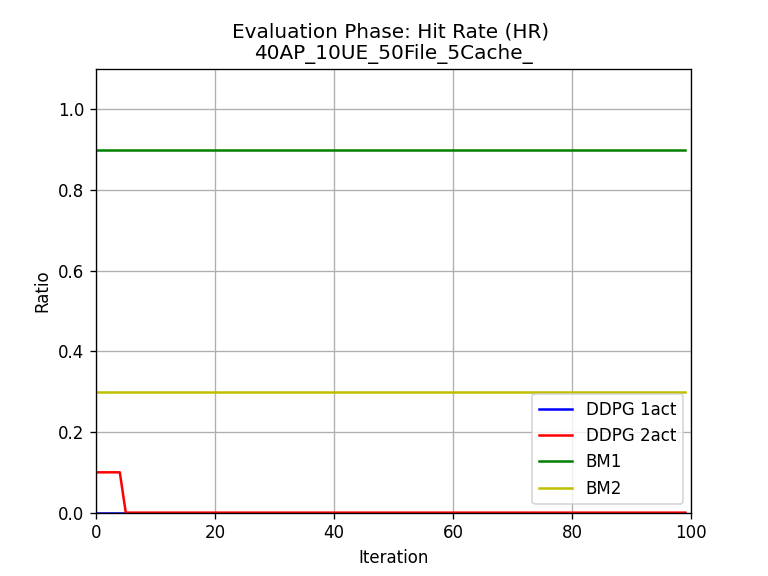 Evaluation Phase: Hit Rate (HR)
40AP_10UE_50File_5Cache_
1.0
0.8
0.6
0.4
0.2
0.0
Ratio
DDPG 1act
DDPG 2act
BM1
BM2
0 20 40 60 80 100
Iteration